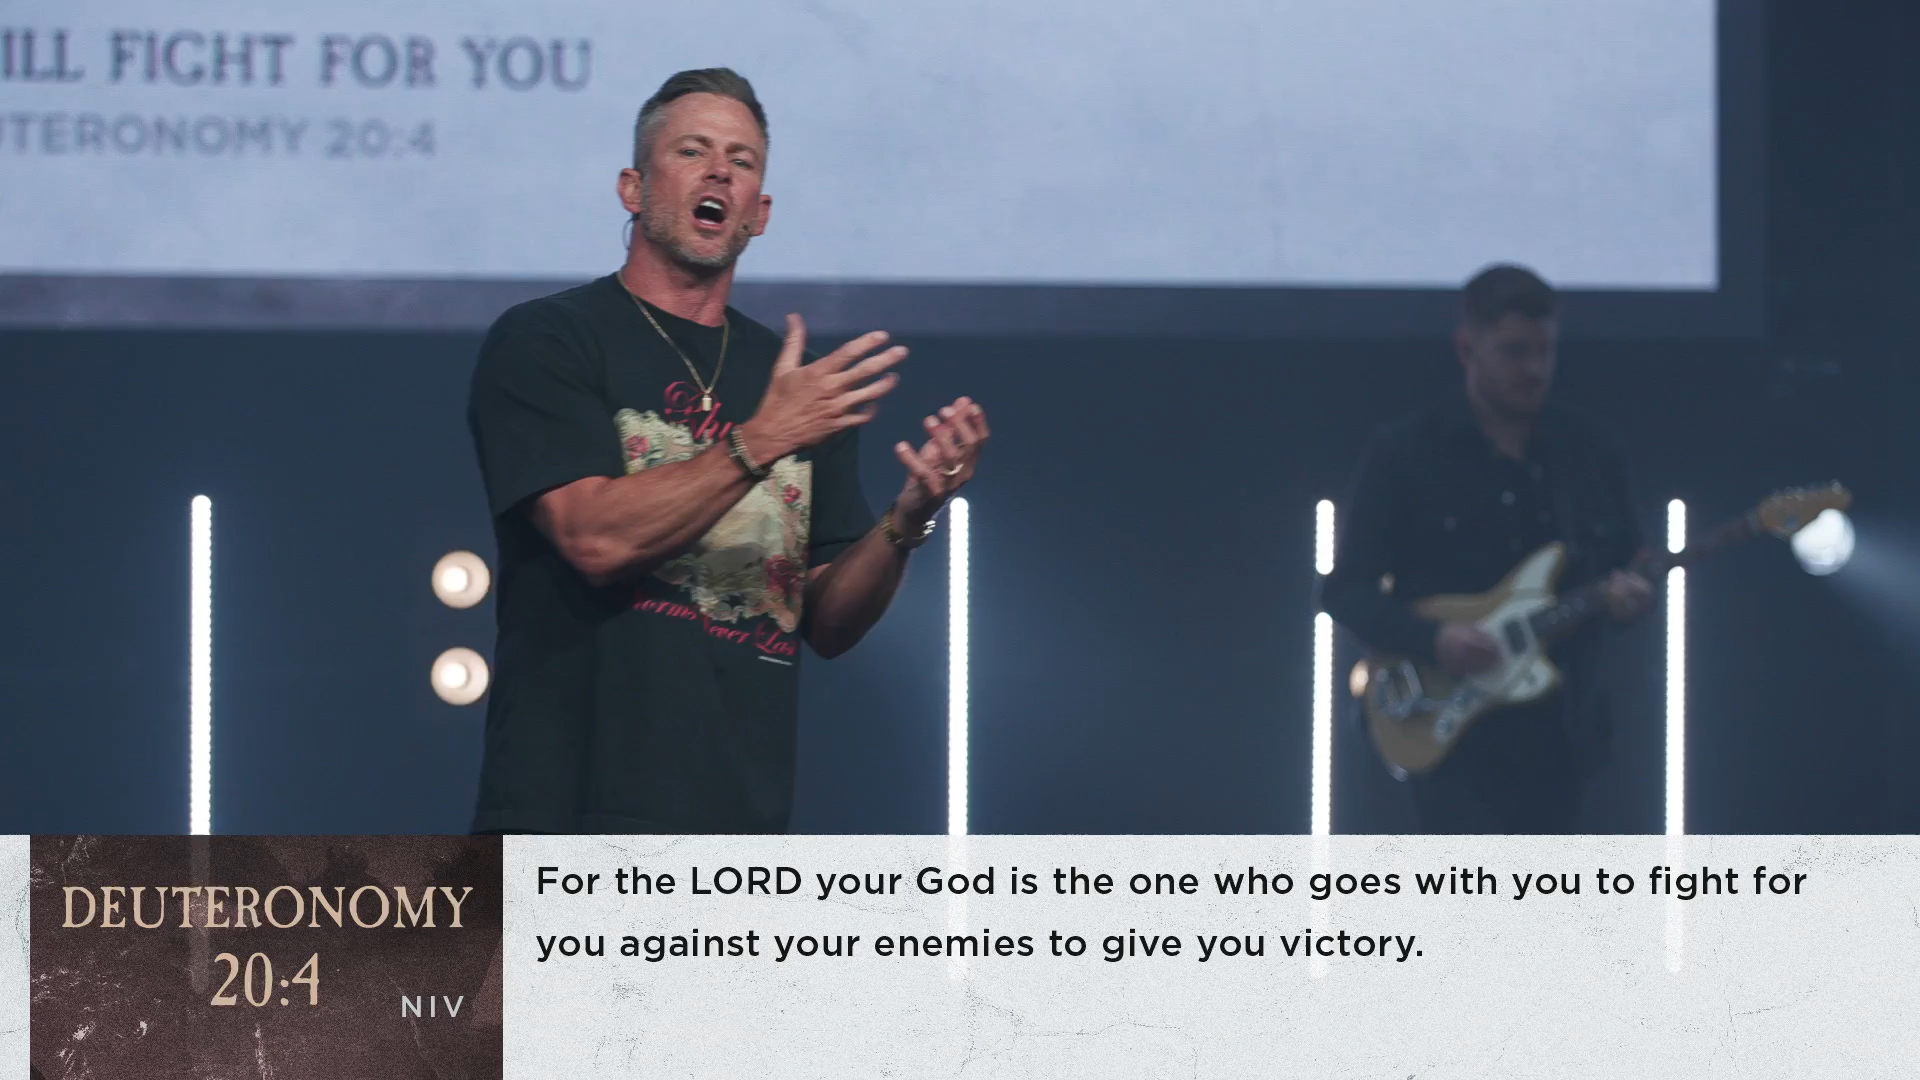 ILL FIGHT FOR YOU
UTERONOMY 20:4
DEUTERONOMY
20:4
NIV
For the LORD your God is the one who goes with you to fight for
you against your enemies to give you victory.